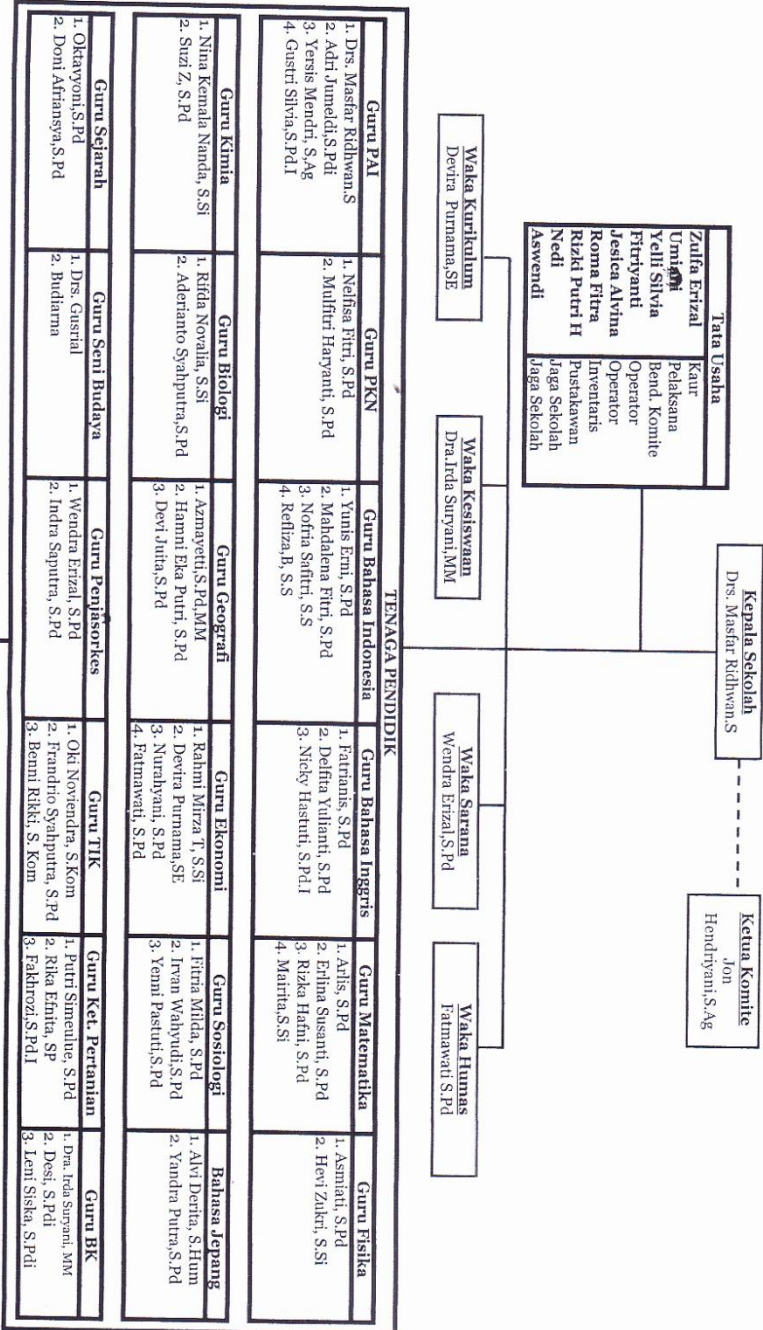 Kepala Sekolah
Drs. Masfar Ridhwan.S
Ketua Komite
Jon
Hendriyani,S.Ag
Tata Usaha
Zulfa Erizal Kaur
Umiani Pelaksana
Yelli Silvia Bend. Komite
Fitriyanti Operator
Jesica Alvina Operator
Roma Fitra Inventaris
Rizki Putri H Pustakawan
Nedi Jaga Sekolah
Aswendi Jaga Sekolah
Waka Kurikulum
Devira Purnama,SE
Waka Kesiswaan
Dra.Irda Suryani,MM
Waka Sarana
Wendra Erizal,S.Pd
Waka Humas
Fatmawati S.Pd
TENAGA PENDIDIK
Guru PAI
1. Drs. Masfar Ridhwan.S
2. Adri Jumeldi,S.Pdi
3. Yersis Mendri, S,Ag
4. Gustri Silvia,S.Pd.I
Guru PKN
1. Nelfisa Fitri, S.Pd
2. Mulfitri Haryanti, S.Pd
Guru Bahasa Indonesia
1. Yunis Erni, S.Pd
2. Mahdalena Fitri, S.Pd
3. Nofria Safitri, S.S
4. Refliza,B, S.S
Guru Bahasa Inggris
1. Fatrianis, S.Pd
2. Delfita Yulianti, S.Pd
3. Nicky Hastuti, S.Pd.I
Guru Matematika
1. Arlis, S.Pd
2. Erlina Susanti, S.Pd
3. Rizka Hafni, S.Pd
4. Mairita,S.Si
Guru Fisika
1. Asmiati, S.Pd
2. Hevi Zukri, S.Si
Guru Kimia
1. Nina Kemala Nanda, S.Si
2. Suzi Z, S.Pd
Guru Biologi
1. Rifda Novalia, S.Si
2. Aderianto Syahputra,S.Pd
Guru Geografi
1. Azmayetti,S.Pd,MM
2. Hamni Eka Putri, S.Pd
3. Devi Juita,S.Pd
Guru Ekonomi
1. Rahmi Mirza T, S.Si
2. Devira Purnama,SE
3. Nurahyani, S.Pd
4. Fatmawati, S.Pd
Guru Sosiologi
1. Fitria Milda, S.Pd
2. Irvan Wahyudi,S.Pd
3. Yenni Pastuti,S.Pd
Bahasa Jepang
1. Alvi Derita, S.Hum
2. Yandra Putra,S.Pd
Guru Sejarah
1. Oktavyoni,S.Pd
2. Doni Afriansya,S.Pd
Guru Seni Budaya
1. Drs. Gusrial
2. Budiarna
Guru Penjasorkes
1. Wendra Erizal, S.Pd
2. Indra Saputra, S.Pd
Guru TIK
1. Oki Noviendra, S.Kom
2. Frandrio Syahputra, S.Pd
3. Benni Rikki, S. Kom
Guru Ket. Pertanian
1. Putri Simeulue, S.Pd
2. Rika Efnita, SP
3. Fakhrozi,S.Pd.I
Guru BK
1. Dra. Irda Suryani, MM
2. Desi, S.Pdi
3. Leni Siska, S.Pdi